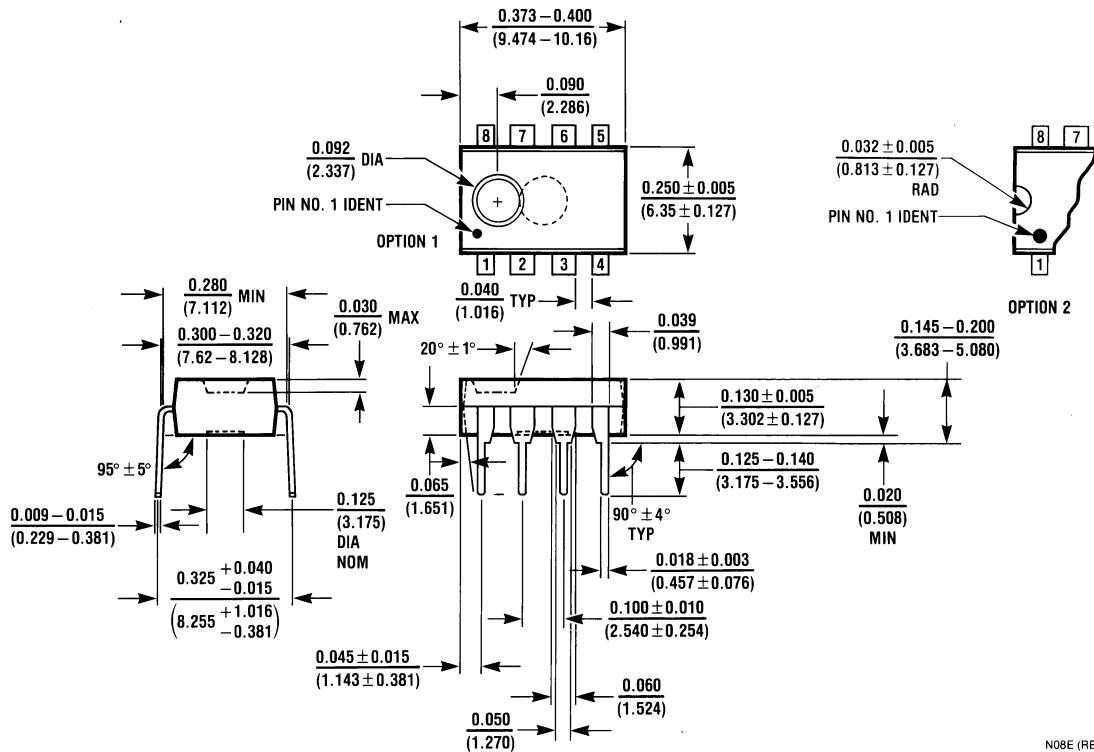 0.373 – 0.400
(9.474 – 10.16)
0.090
(2.286)
8 7 6 5
0.092 DIA
(2.337)
PIN NO. 1 IDENT
OPTION 1
0.250 ± 0.005
(6.35 ± 0.127)
1 2 3 4
8 7
0.032 ± 0.005
(0.813 ± 0.127)
RAD
PIN NO. 1 IDENT
1
OPTION 2
0.280 MIN
(7.112)
0.300 – 0.320
(7.62 – 8.128)
0.030 MAX
(0.762)
0.040 TYP
(1.016)
0.039
(0.991)
0.145 – 0.200
(3.683 – 5.080)
20° ± 1°
0.130 ± 0.005
(3.302 ± 0.127)
95° ± 5°
0.065
(1.651)
0.125 – 0.140
(3.175 – 3.556)
0.020
(0.508)
MIN
90° ± 4°
TYP
0.009 – 0.015
(0.229 – 0.381)
0.125
(3.175)
DIA
NOM
0.018 ± 0.003
(0.457 ± 0.076)
0.325 +0.040
–0.015
(8.255 +1.016
–0.381)
0.100 ± 0.010
(2.540 ± 0.254)
0.045 ± 0.015
(1.143 ± 0.381)
0.060
(1.524)
0.050
(1.270)
N08E (RE